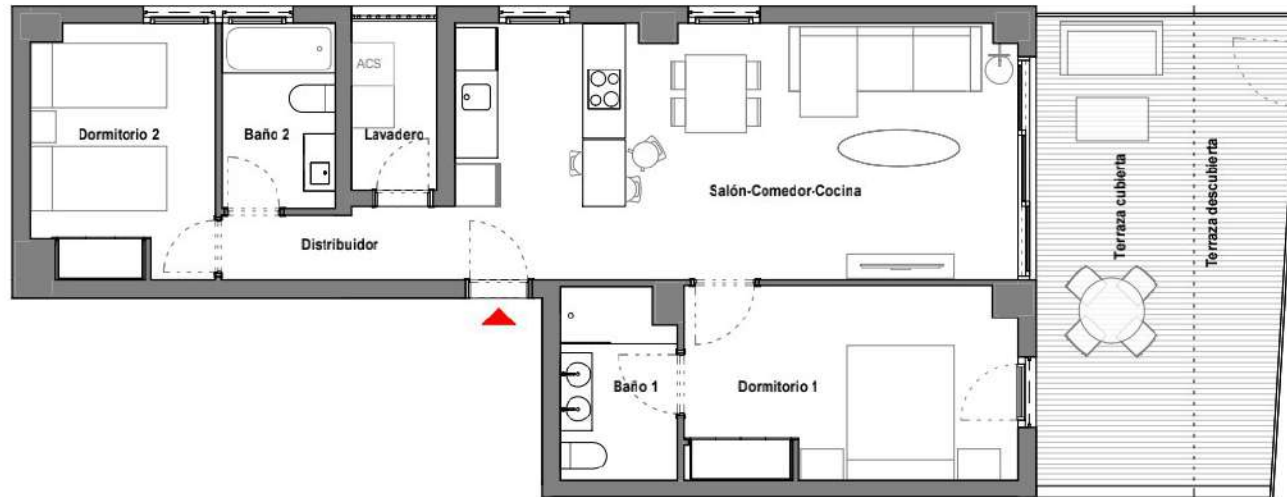 ACS
Dormitorio 2
Baño 2
Lavadero
Salón-Comedor-Cocina
Terraza cubierta
Terraza descubierta
Distribuidor
Baño 1
Dormitorio 1